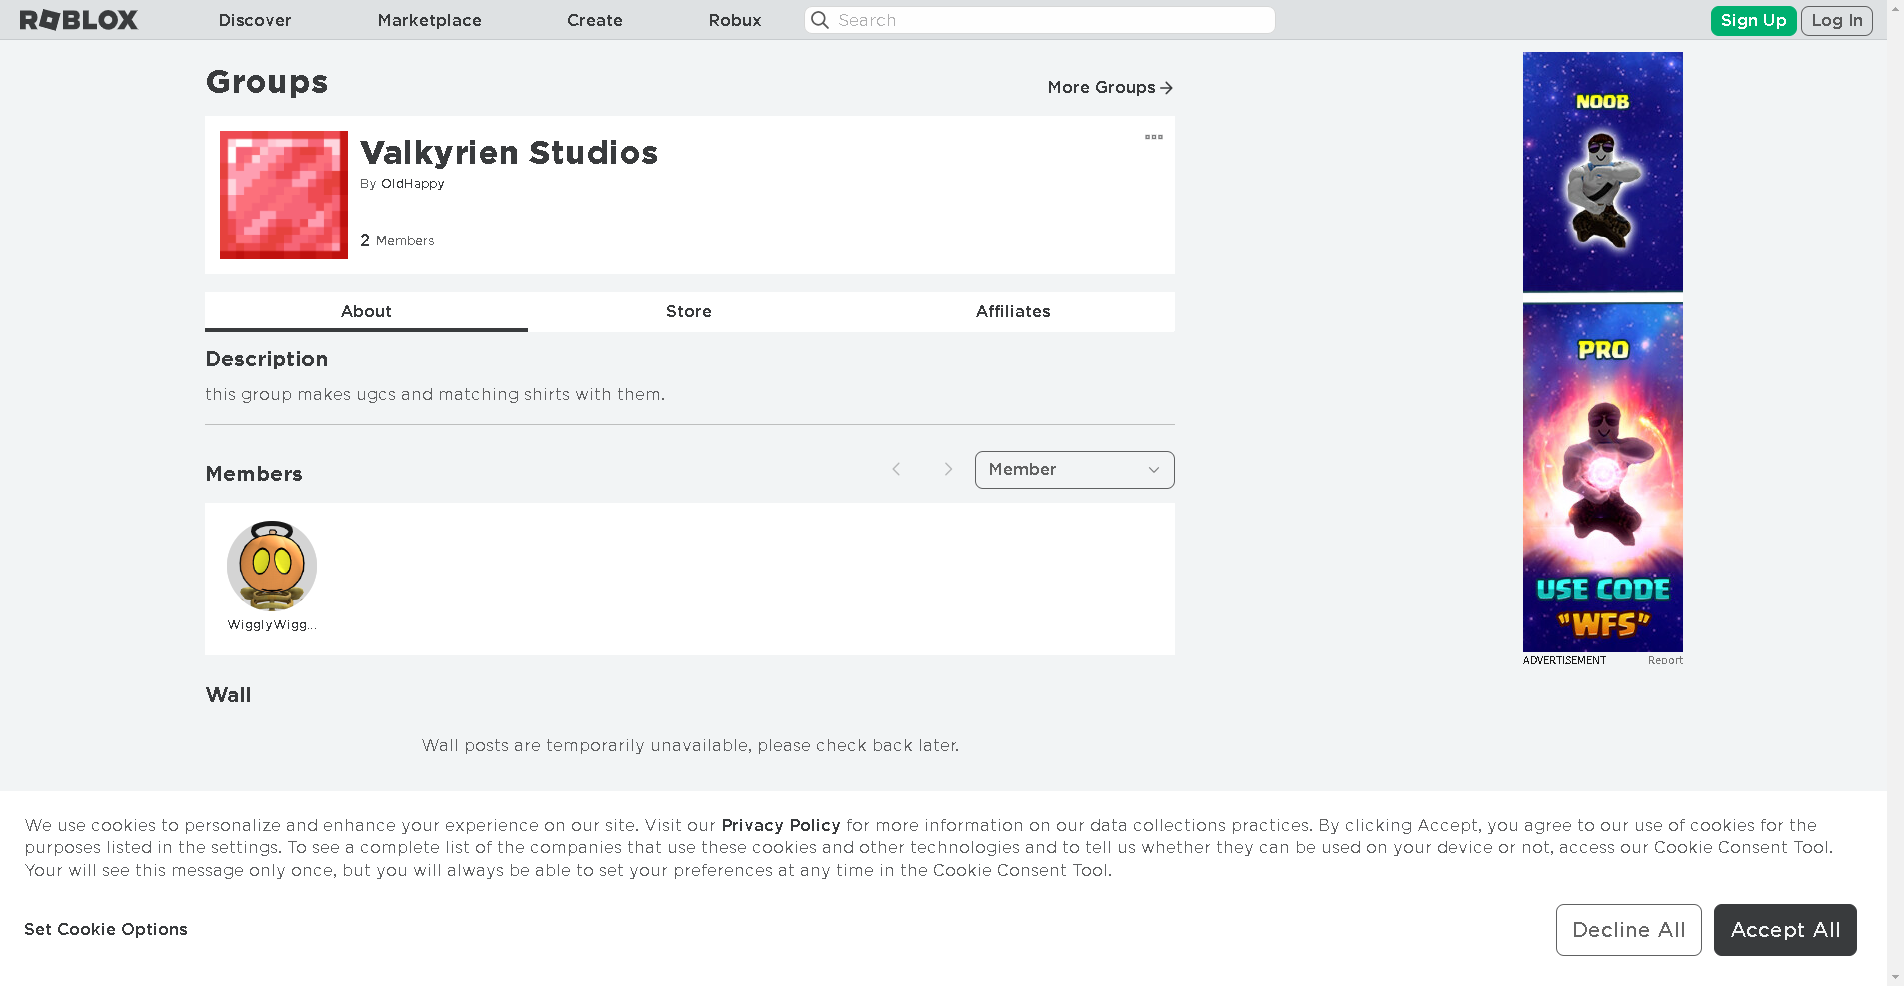 ROBLOX
Discover
Marketplace
Create
Robux
Search
Sign Up
Log In
Groups
More Groups
Valkyrien Studios
By OldHappy
2 Members
About
Store
Affiliates
Description
this group makes ugcs and matching shirts with them.
Members
Member
WigglyWigg...
Wall
Wall posts are temporarily unavailable, please check back later.
NOOB
PRO
USE CODE
"WFS"
ADVERTISEMENT
Report
We use cookies to personalize and enhance your experience on our site. Visit our Privacy Policy for more information on our data collections practices. By clicking Accept, you agree to our use of cookies for the
purposes listed in the settings. To see a complete list of the companies that use these cookies and other technologies and to tell us whether they can be used on your device or not, access our Cookie Consent Tool.
Your will see this message only once, but you will always be able to set your preferences at any time in the Cookie Consent Tool.
Set Cookie Options
Decline All
Accept All